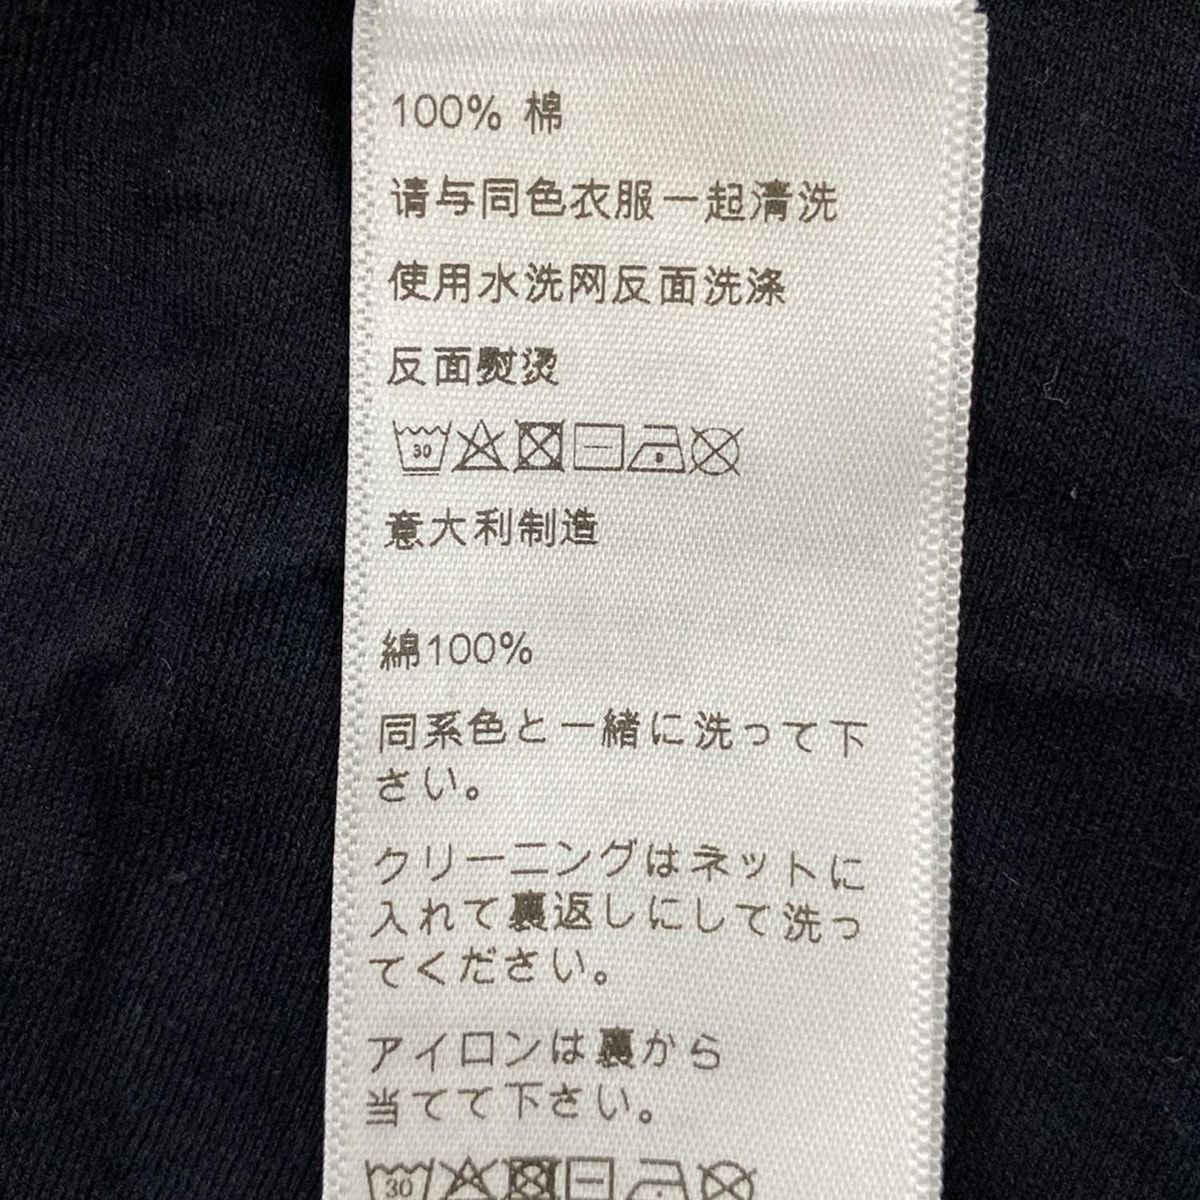 100% 棉
请与同色衣服一起清洗
使用水洗网反面洗涤
反面熨烫
30
意大利制造
綿100%
同系色と一緒に洗って下
さい。
クリーニングはネットに
入れて裏返しにして洗っ
てください。
アイロンは裏から
当てて下さい。
30